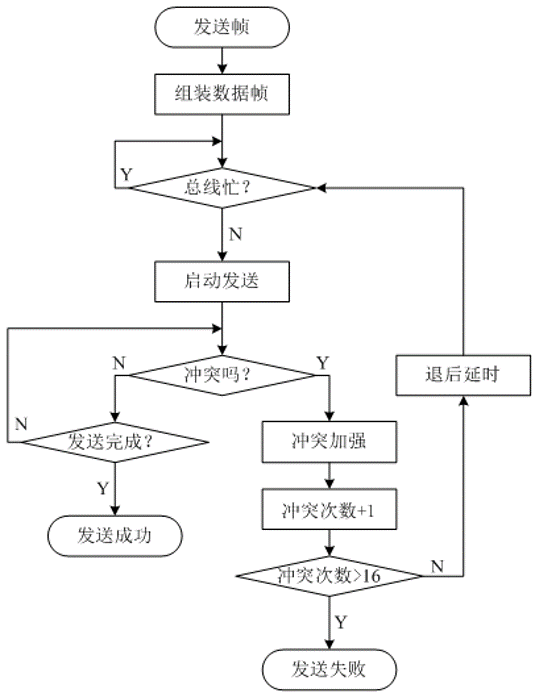 发送帧
组装数据帧
Y
总线忙？
N
启动发送
N
冲突吗？
Y
退后延时
N
发送完成？
冲突加强
Y
冲突次数+1
发送成功
冲突次数>16
N
Y
发送失败